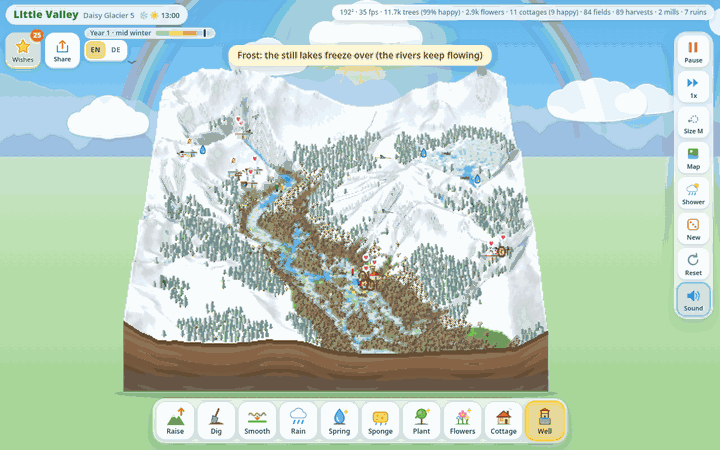 Little Valley Daisy Glacier 5 13:00
192² · 35 fps · 11.7k trees (99% happy) · 2.9k flowers · 11 cottages (9 happy) · 84 fields · 89 harvests · 2 mills · 7 ruins
Year 1 · mid winter
25
Wishes
Share
EN DE
Frost: the still lakes freeze over (the rivers keep flowing)
Pause
1x
Size M
Map
Shower
New
Reset
Sound
Raise Dig Smooth Rain Spring Sponge Plant Flowers Cottage Well